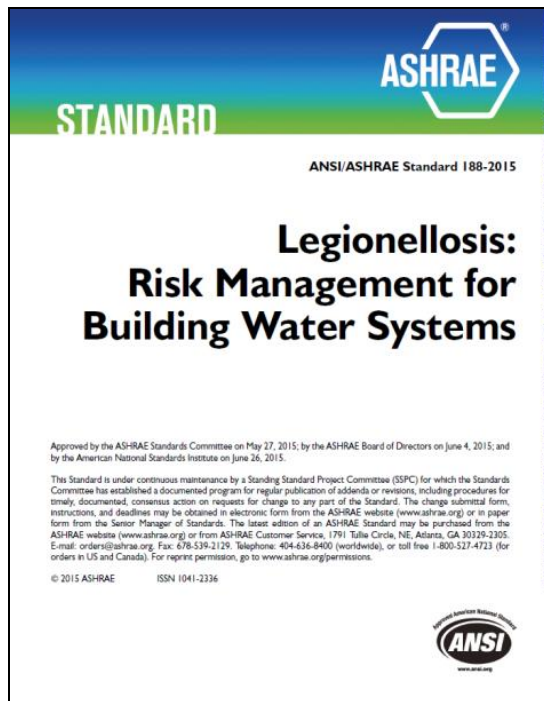 ASHRAE®
STANDARD
ANSI/ASHRAE Standard 188-2015
Legionellosis:
Risk Management for
Building Water Systems
Approved by the ASHRAE Standards Committee on May 27, 2015; by the ASHRAE Board of Directors on June 4, 2015; and
by the American National Standards Institute on June 26, 2015.
This Standard is under continuous maintenance by a Standing Standard Project Committee (SSPC) for which the Standards
Committee has established a documented program for regular publication of addenda or revisions, including procedures for
timely, documented, consensus action on requests for change to any part of the Standard. The change submittal form,
instructions, and deadlines may be obtained in electronic form from the ASHRAE website (www.ashrae.org) or in paper
form from the Senior Manager of Standards. The latest edition of an ASHRAE Standard may be purchased from the
ASHRAE website (www.ashrae.org) or from ASHRAE Customer Service, 1791 Tullie Circle, NE, Atlanta, GA 30329-2305.
E-mail: orders@ashrae.org. Fax: 678-539-2129. Telephone: 404-636-8400 (worldwide), or toll free 1-800-527-4723 (for
orders in US and Canada). For reprint permission, go to www.ashrae.org/permissions.
© 2015 ASHRAE ISSN 1041-2336
Approved American National Standard
ANSI
www.ansi.org